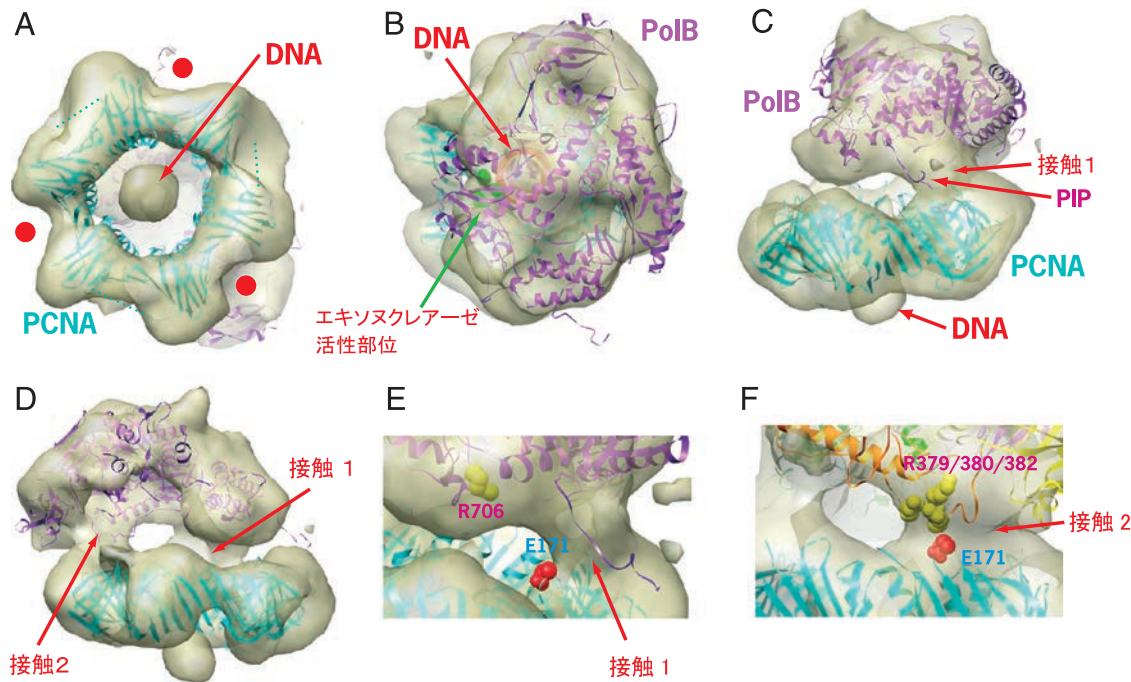 A
DNA
PCNA
B
DNA
PolB
エキソヌクレアーゼ
活性部位
C
PolB
接触1
PIP
PCNA
DNA
D
接触 1
接触2
E
R706
E171
接触 1
F
R379/380/382
接触 2
E171